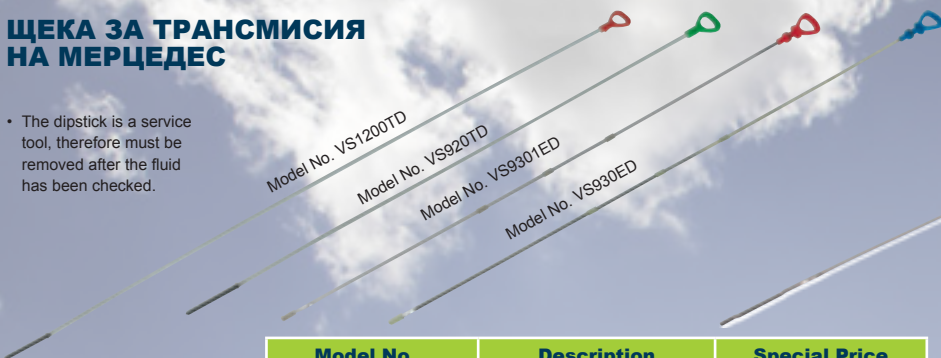 ЩЕКА ЗА ТРАНСМИСИЯ
НА МЕРЦЕДЕС
• The dipstick is a service
tool, therefore must be
removed after the fluid
has been checked.
Model No. VS1200TD
Model No. VS920TD
Model No. VS9301ED
Model No. VS930ED
Model No. Description Special Price